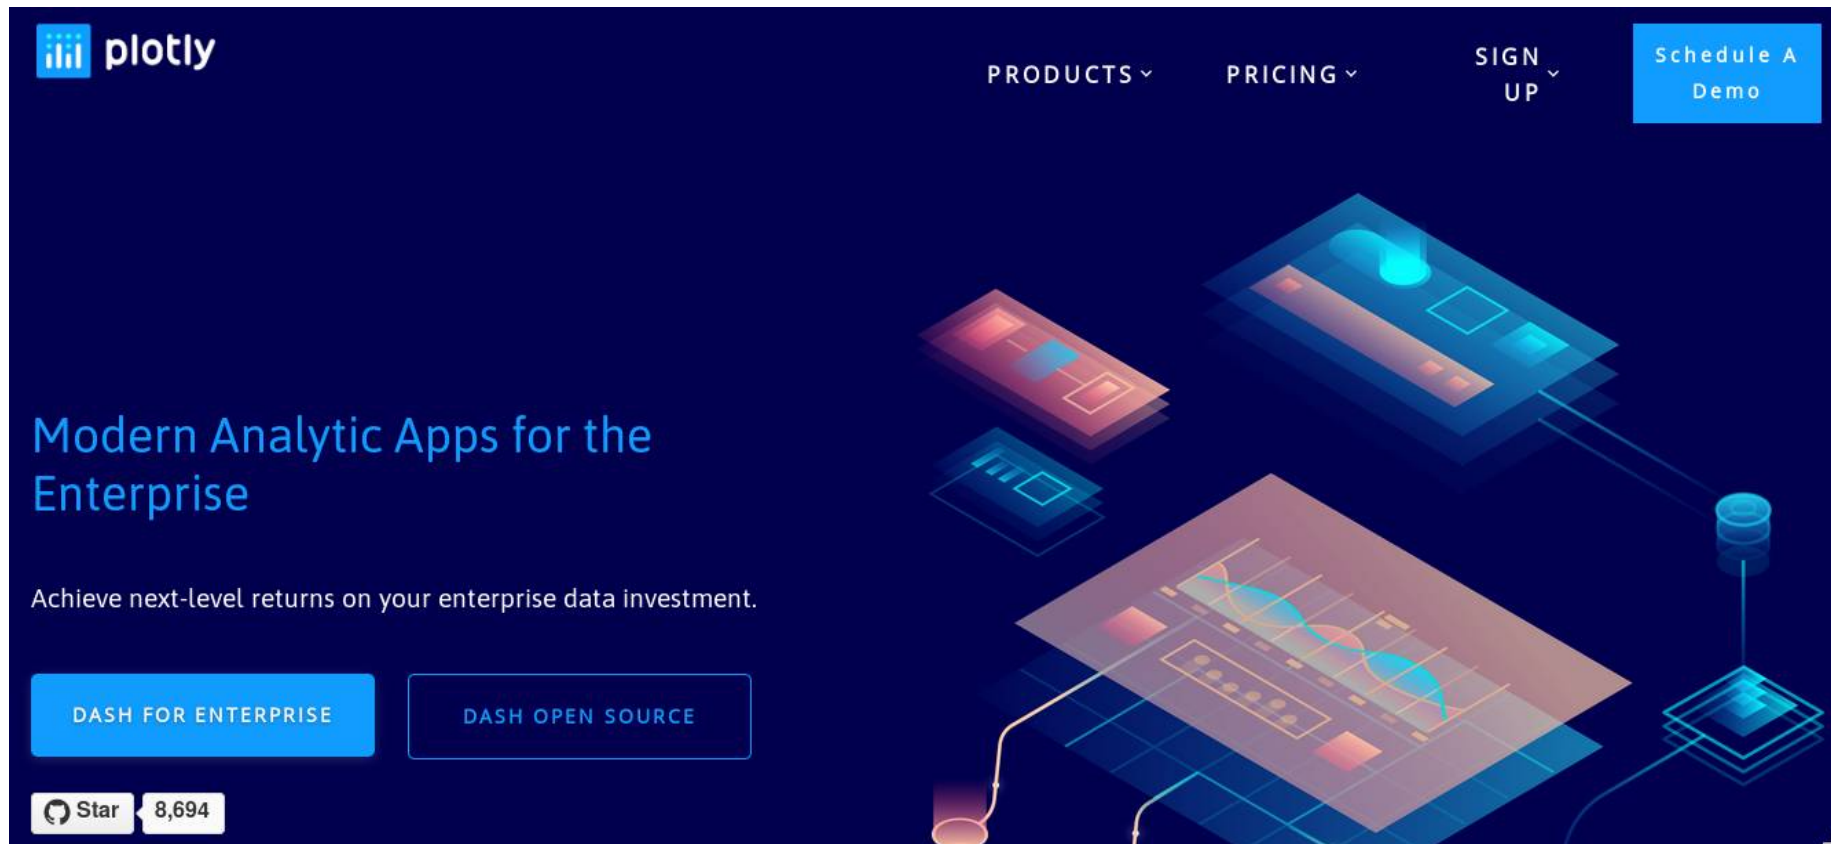 plotly
PRODUCTS
PRICING
SIGN
UP
Schedule A
Demo
Modern Analytic Apps for the
Enterprise
Achieve next-level returns on your enterprise data investment.
DASH FOR ENTERPRISE
DASH OPEN SOURCE
Star
8,694